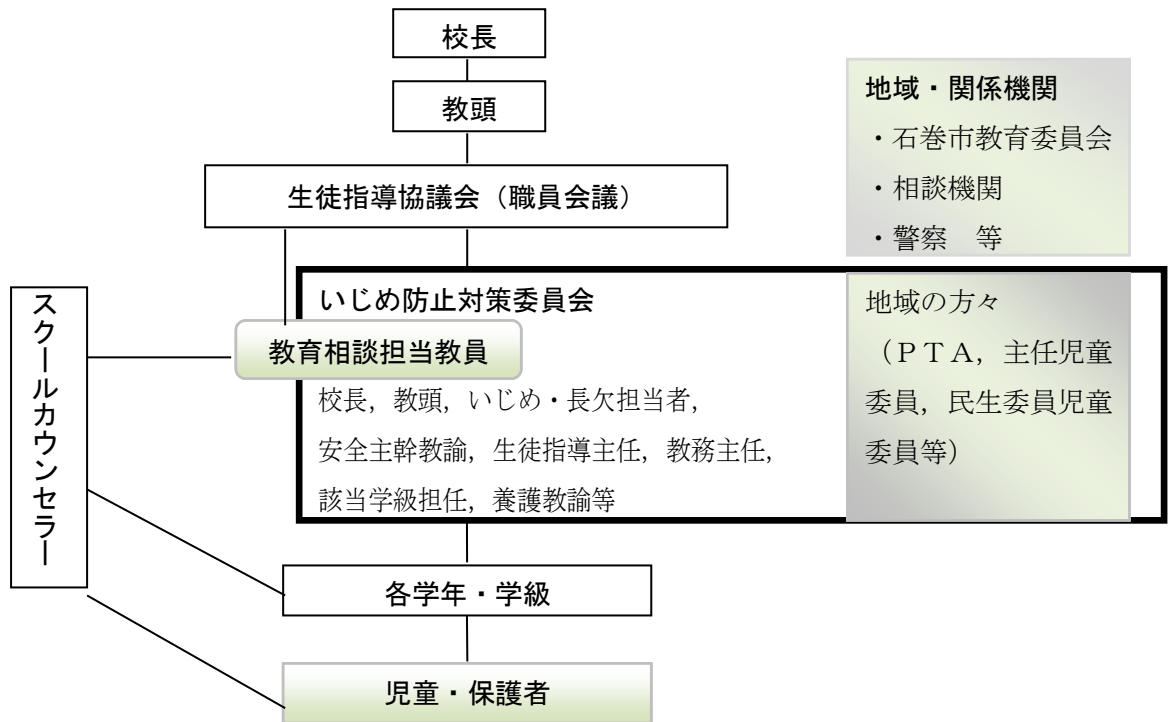 校長
教頭
生徒指導協議会（職員会議）
地域・関係機関
・石巻市教育委員会
・相談機関
・警察　等
スクールカウンセラー
いじめ防止対策委員会
教育相談担当教員
校長，教頭，いじめ・長欠担当者，
安全主幹教諭，生徒指導主任，教務主任，
該当学級担任，養護教諭等
地域の方々
（ＰＴＡ，主任児童
委員，民生委員児童
委員等）
各学年・学級
児童・保護者